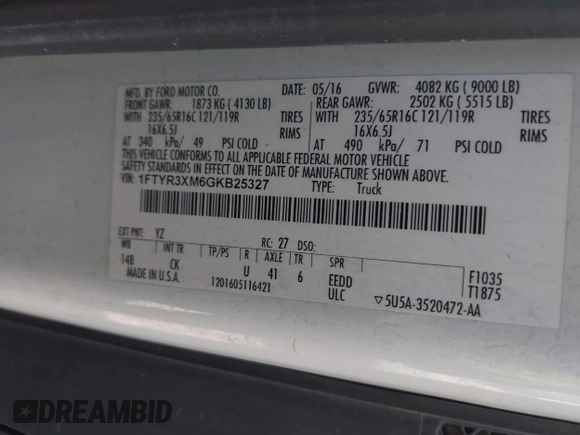 MFD. BY FORD MOTOR CO.
DATE: 05/16 GVWR: 4082 KG ( 9000 LB)
FRONT GAWR: 1873 KG ( 4130 LB)
REAR GAWR: 2502 KG ( 5515 LB)
WITH 235/65R16C 121/119R TIRES
WITH 235/65R16C 121/119R TIRES
16X6.5J RIMS
16X6.5J RIMS
AT 340 kPa/ 49 PSI COLD
AT 490 kPa/ 71 PSI COLD
THIS VEHICLE CONFORMS TO ALL APPLICABLE FEDERAL MOTOR VEHICLE SAFETY
STANDARDS IN EFFECT ON THE DATE OF MANUFACTURE SHOWN ABOVE.
VIN: 1FTYR3XM6GKB25327 TYPE: Truck
EXT PNT: YZ RC: 27 DSO:
WB INT TR TP/PS R AXLE TR SPR
148 CK U 41 6 EEDD F1035
MADE IN U.S.A. 1201605116421 ULC T1875
▽5U5A-3520472-AA
DREAMBID